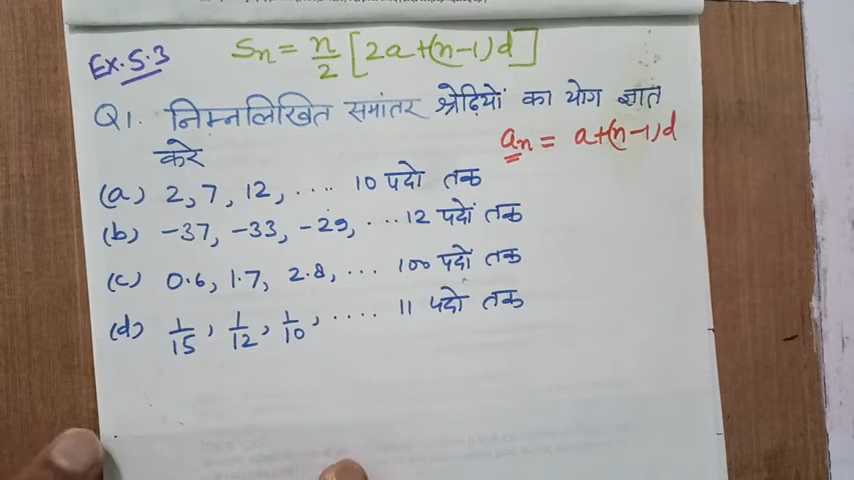 Ex.5.3
Sn = n/2 [2a+(n-1)d]
Q1. निम्नलिखित समांतर श्रेढ़ियों का योग ज्ञात
करे
an = a+(n-1)d
(a) 2, 7, 12, .... 10 पदो तक
(b) -37, -33, -29, ... 12 पदों तक
(c) 0.6, 1.7, 2.8, ... 100 पदों तक
(d) 1/15, 1/12, 1/10, .... 11 पदो तक